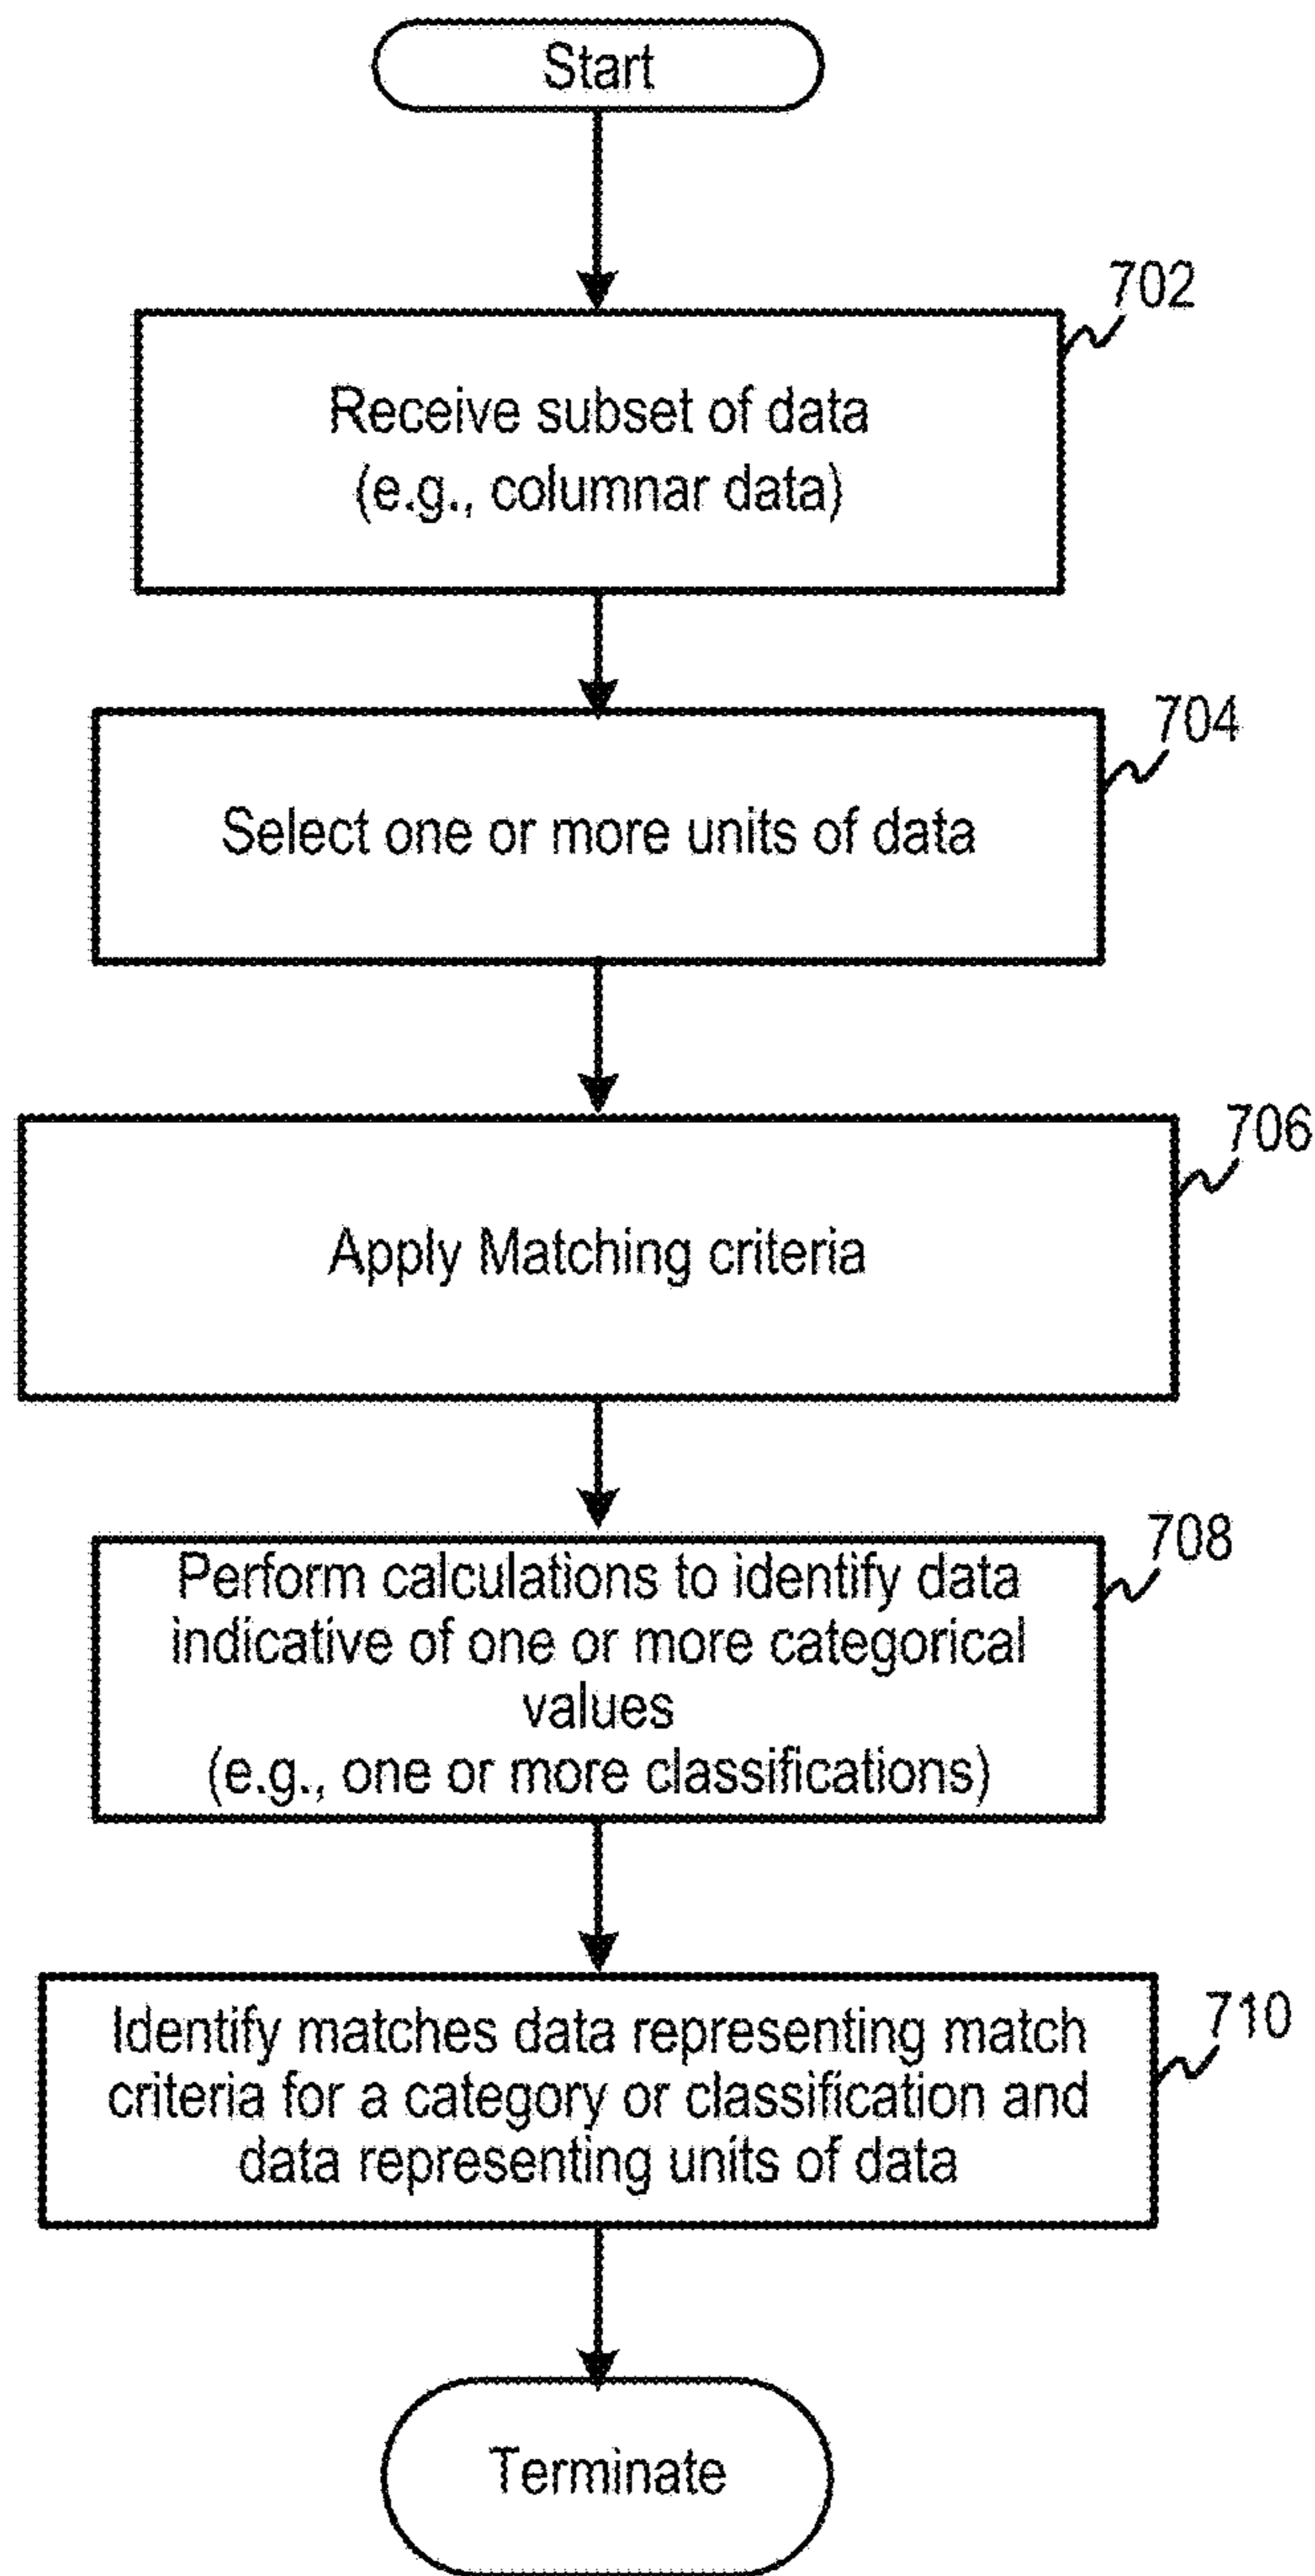 Start
702
Receive subset of data
(e.g., columnar data)
704
Select one or more units of data
706
Apply Matching criteria
708
Perform calculations to identify data
indicative of one or more categorical
values
(e.g., one or more classifications)
710
Identify matches data representing match
criteria for a category or classification and
data representing units of data
Terminate